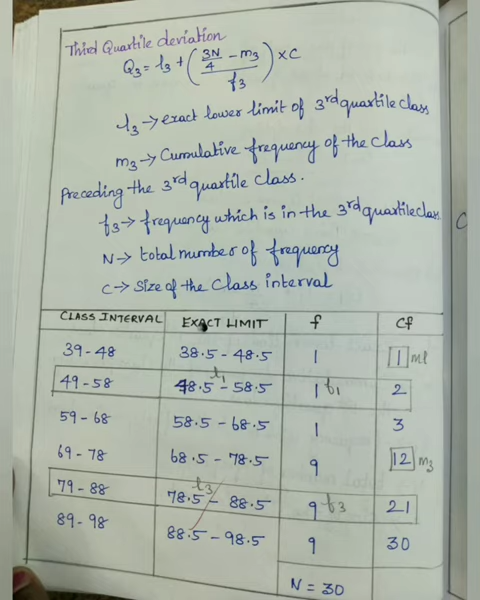 Third Quartile deviation
Q3 = l3 + ( (3N/4 - m3) / f3 ) × C
l3 → exact lower limit of 3rd quartile class
m3 → Cumulative frequency of the class
Preceding the 3rd quartile class.
f3 → frequency which is in the 3rd quartile class.
N → total number of frequency
C → Size of the Class interval
CLASS INTERVAL EXACT LIMIT f Cf
39 - 48 38.5 - 48.5 1 1 m1
49 - 58 l1 48.5 - 58.5 1 f1 2
59 - 68 58.5 - 68.5 1 3
69 - 78 68.5 - 78.5 9 12 m3
79 - 88 l3 78.5 - 88.5 9 f3 21
89 - 98 88.5 - 98.5 9 30
N = 30